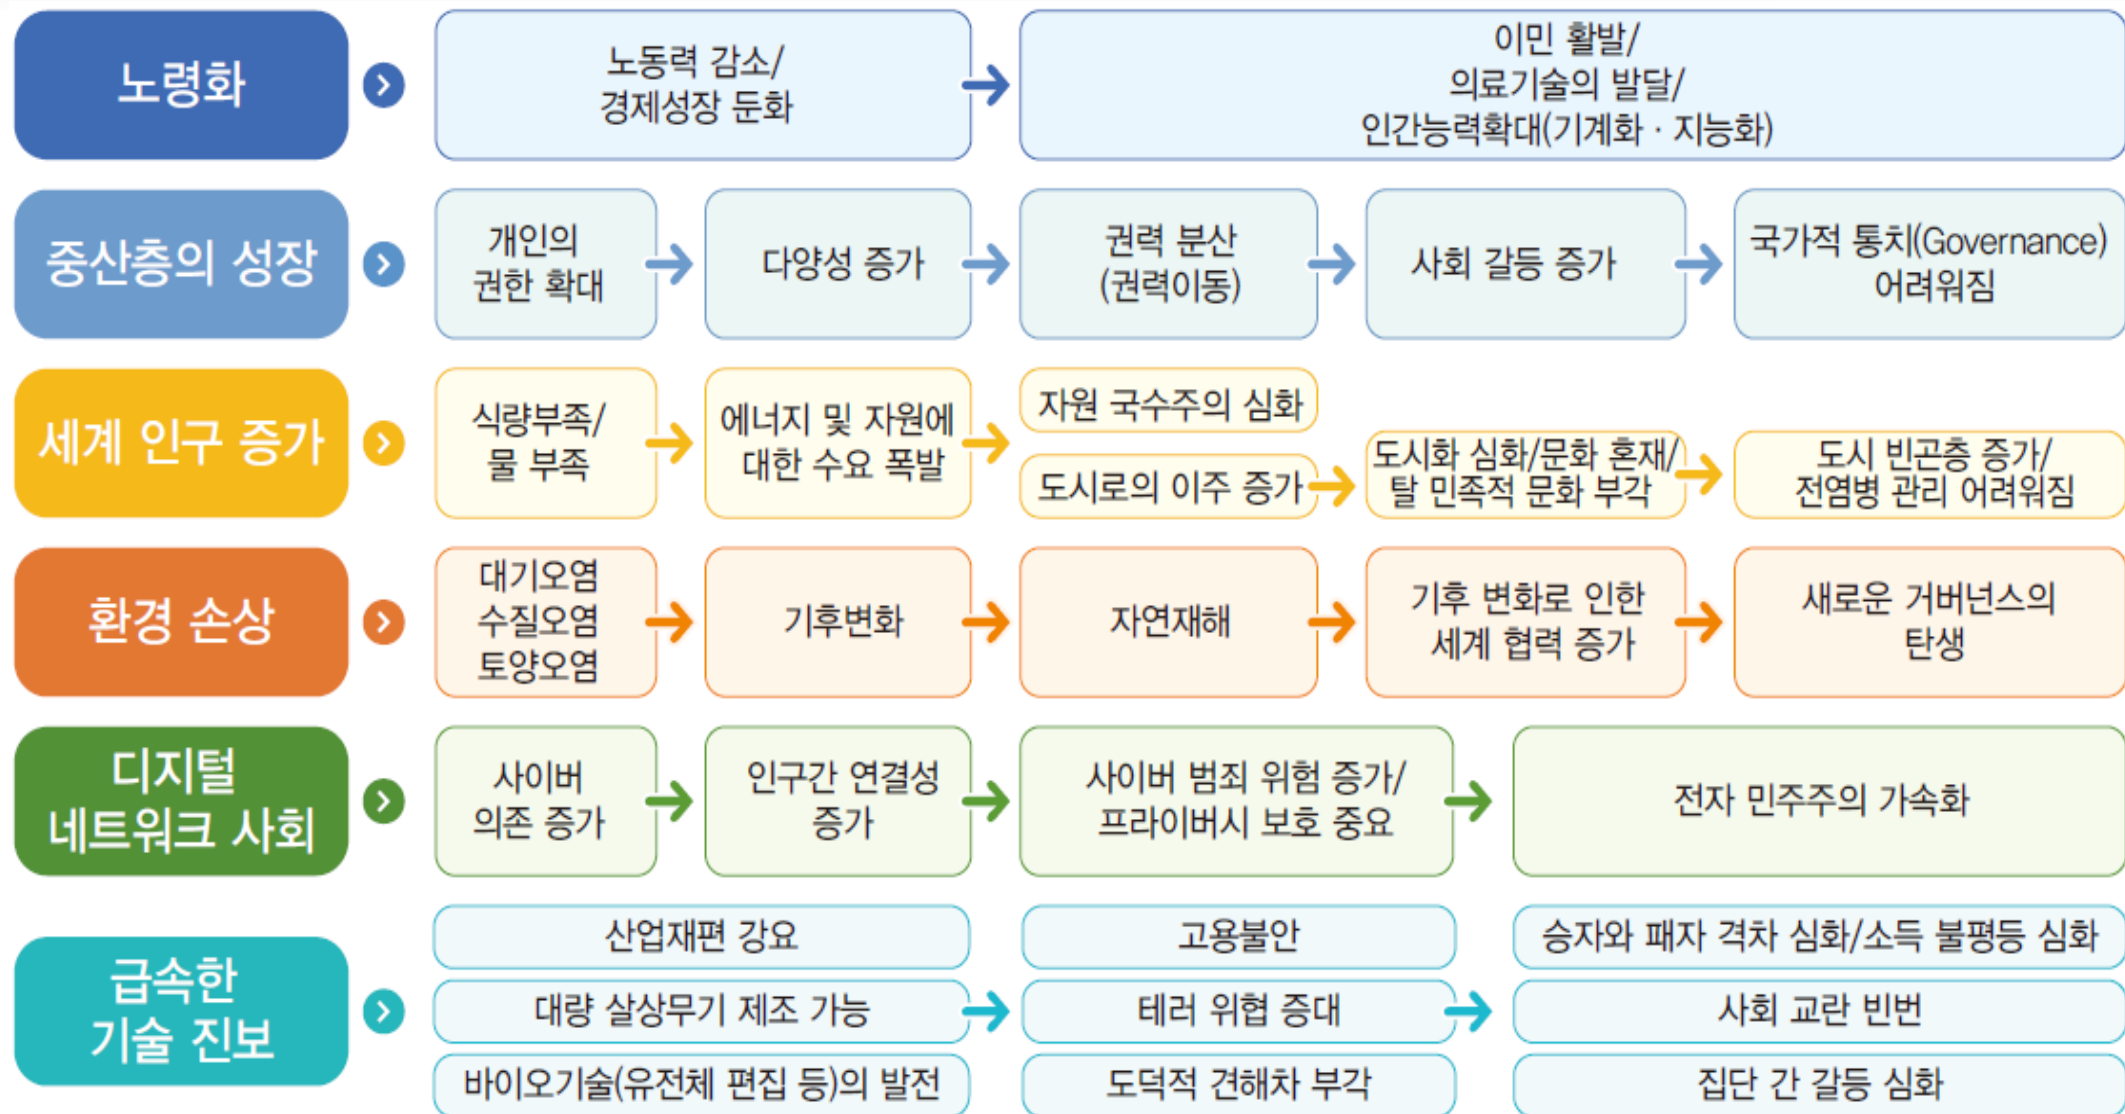 노령화
노동력 감소/
경제성장 둔화
이민 활발/
의료기술의 발달/
인간능력확대(기계화 · 지능화)
중산층의 성장
개인의
권한 확대
다양성 증가
권력 분산
(권력이동)
사회 갈등 증가
국가적 통치(Governance)
어려워짐
세계 인구 증가
식량부족/
물 부족
에너지 및 자원에
대한 수요 폭발
자원 국수주의 심화
도시로의 이주 증가
도시화 심화/문화 혼재/
탈 민족적 문화 부각
도시 빈곤층 증가/
전염병 관리 어려워짐
환경 손상
대기오염
수질오염
토양오염
기후변화
자연재해
기후 변화로 인한
세계 협력 증가
새로운 거버넌스의
탄생
디지털
네트워크 사회
사이버
의존 증가
인구간 연결성
증가
사이버 범죄 위험 증가/
프라이버시 보호 중요
전자 민주주의 가속화
급속한
기술 진보
산업재편 강요
고용불안
승자와 패자 격차 심화/소득 불평등 심화
대량 살상무기 제조 가능
테러 위협 증대
사회 교란 빈번
바이오기술(유전체 편집 등)의 발전
도덕적 견해차 부각
집단 간 갈등 심화